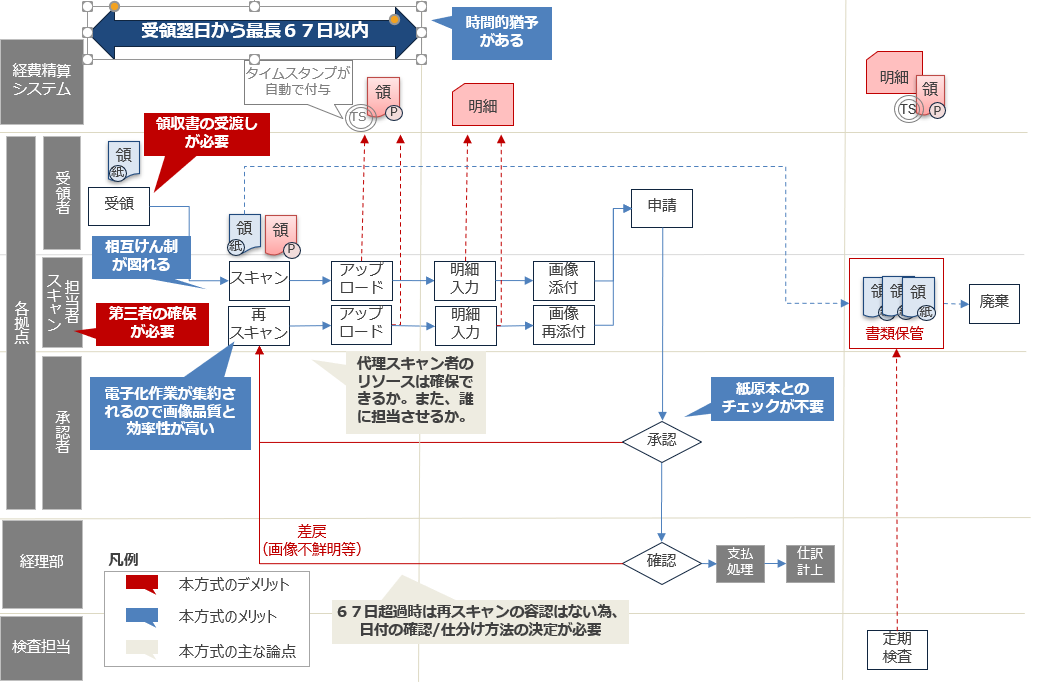 受領翌日から最長６７日以内
時間的猶予
がある
経費精算
システム
タイムスタンプが
自動で付与
TS
領
P
明細
明細
領
TS
P
領収書の受渡し
が必要
各拠点
受領者
領
紙
受領
申請
相互けん制
が図れる
領
紙
領
P
スキャン
担当者
スキャン
アップ
ロード
明細
入力
画像
添付
第三者の確保
が必要
再
スキャン
アップ
ロード
明細
入力
画像
再添付
領
領
領
紙
書類保管
廃棄
代理スキャン者の
リソースは確保で
きるか。また、誰
に担当させるか。
電子化作業が集約さ
れるので画像品質と
効率性が高い
紙原本との
チェックが不要
承認者
承認
差戻
（画像不鮮明等）
経理部
確認
支払
処理
仕訳
計上
凡例
本方式のデメリット
本方式のメリット
本方式の主な論点
６７日超過時は再スキャンの容認はない為、
日付の確認/仕分け方法の決定が必要
検査担当
定期
検査